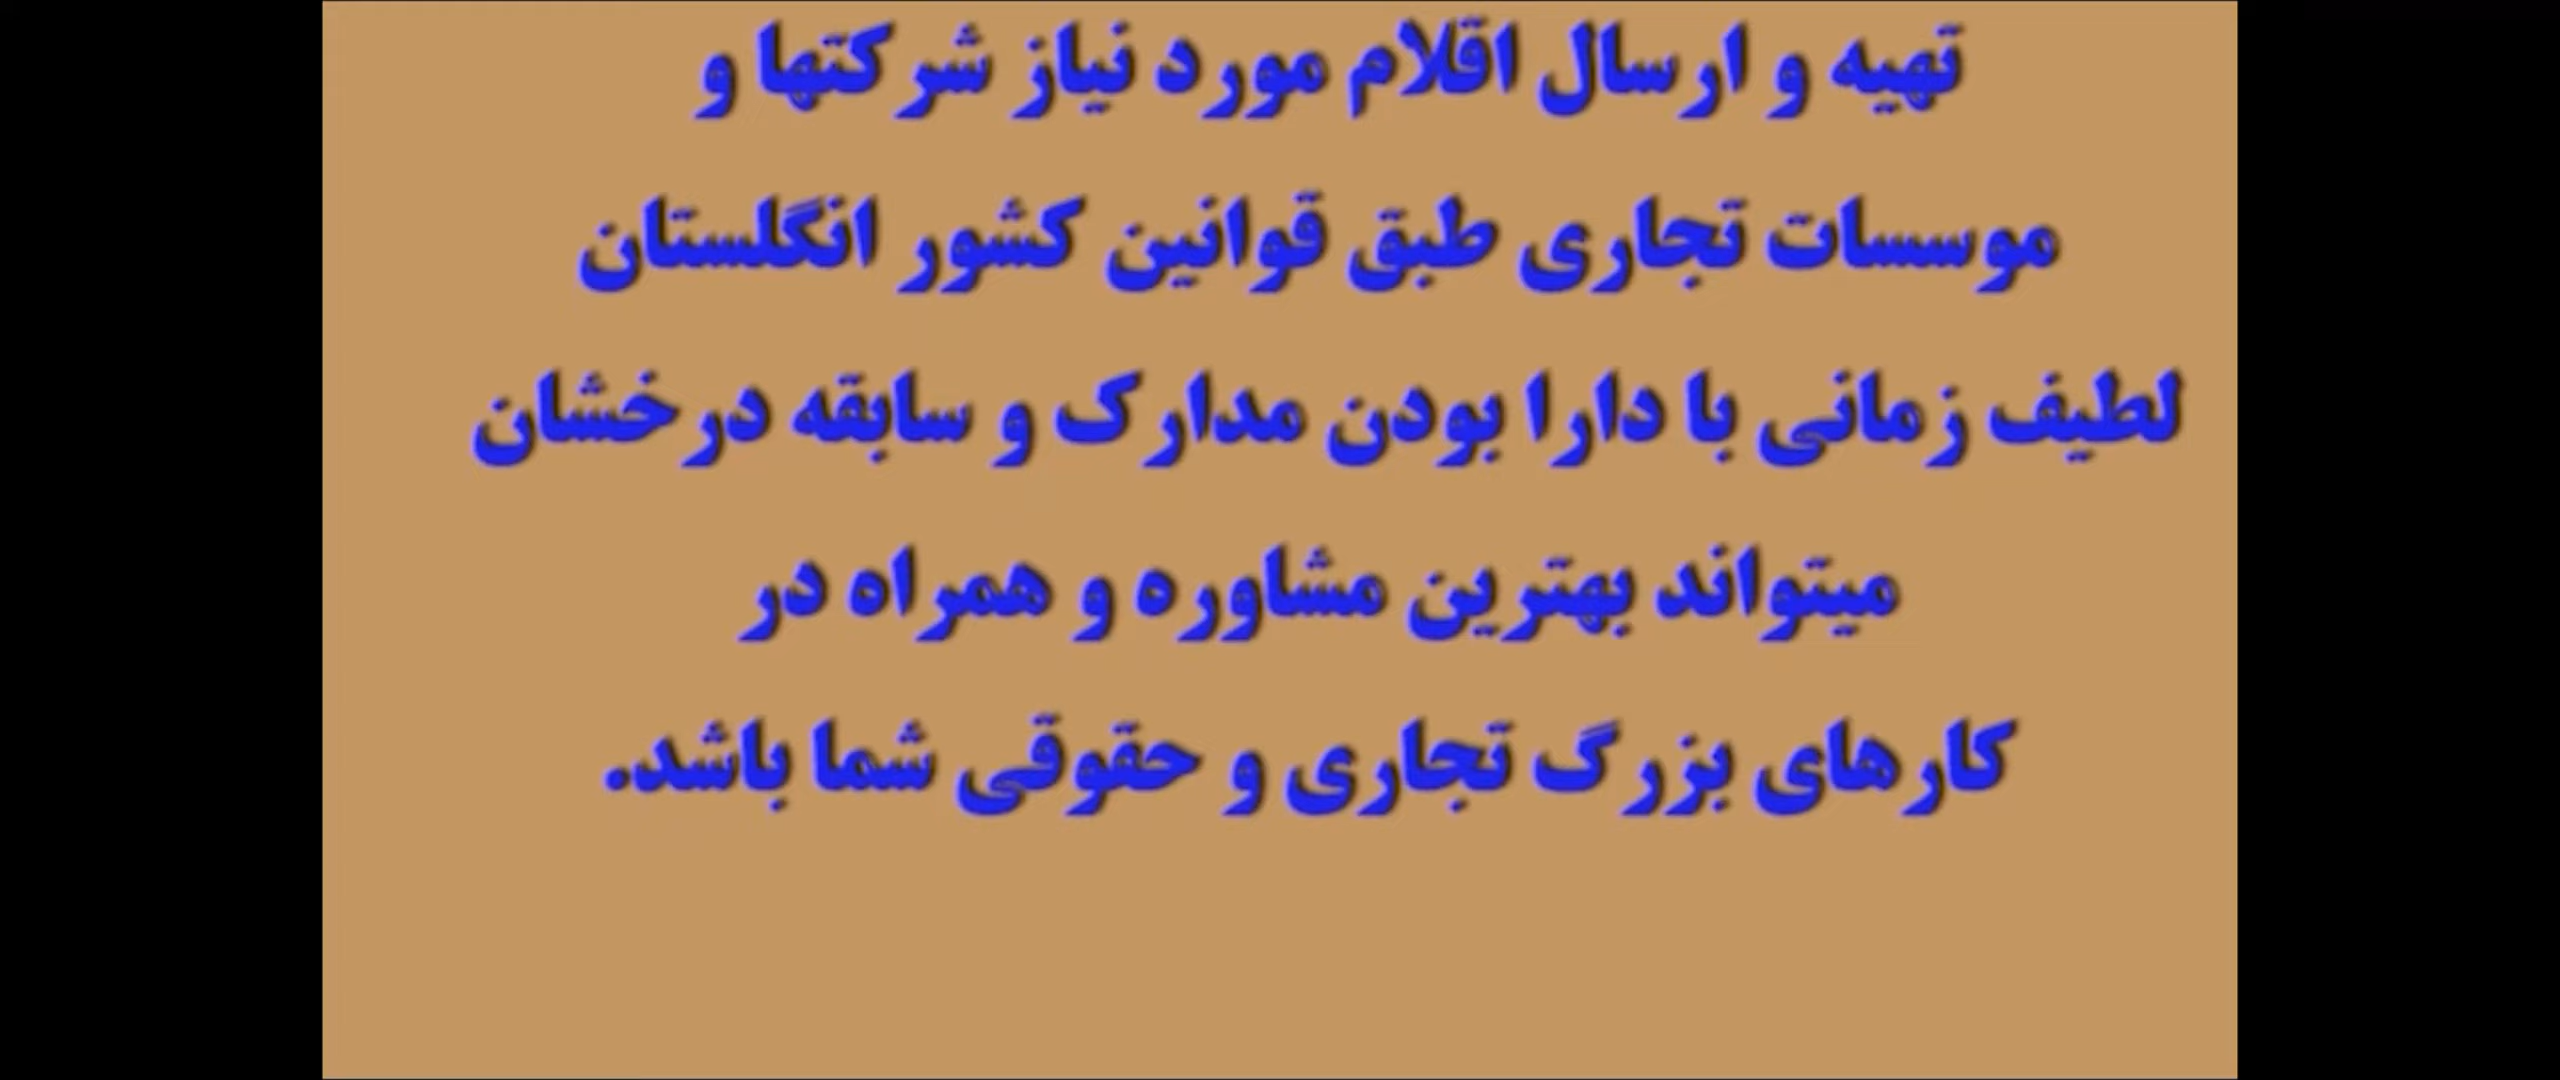 تهیه و ارسال اقلام مورد نیاز شرکتها و
موسسات تجاری طبق قوانین کشور انگلستان
لطیف زمانی با دارا بودن مدارک و سابقه درخشان
میتواند بهترین مشاوره و همراه در
کارهای بزرگ تجاری و حقوقی شما باشد.